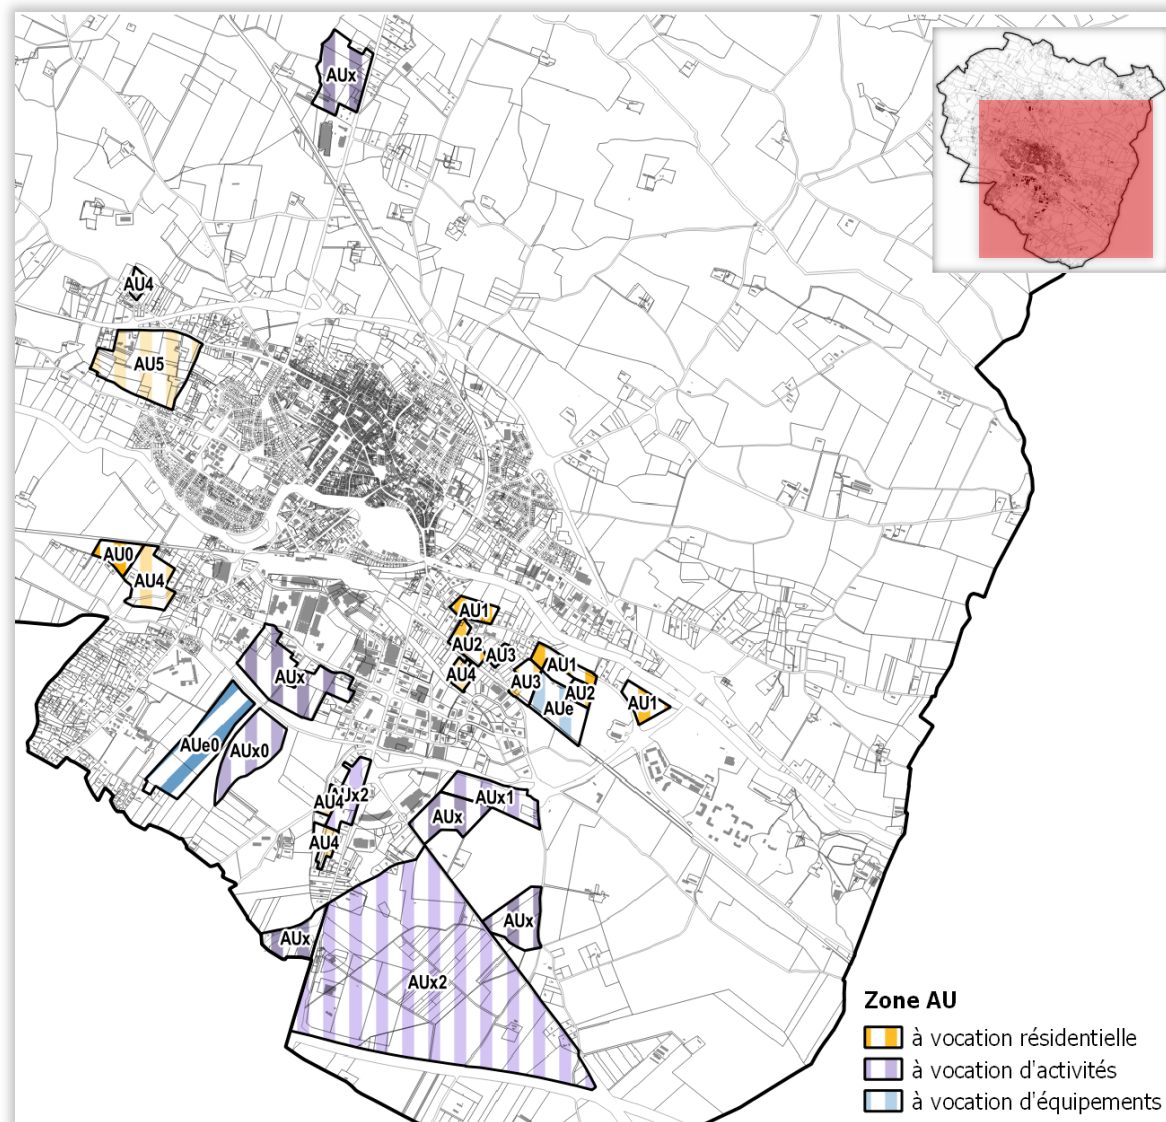 AUx
AU4
AU5
AU0
AU4
AU1
AU2
AU3
AU4
AU1
AU3
AU2
AUe
AU1
AUx
AUe0
AUx0
AUx2
AU4
AU4
AUx1
AUx
AUx
AUx
AUx2
Zone AU
à vocation résidentielle
à vocation d'activités
à vocation d'équipements